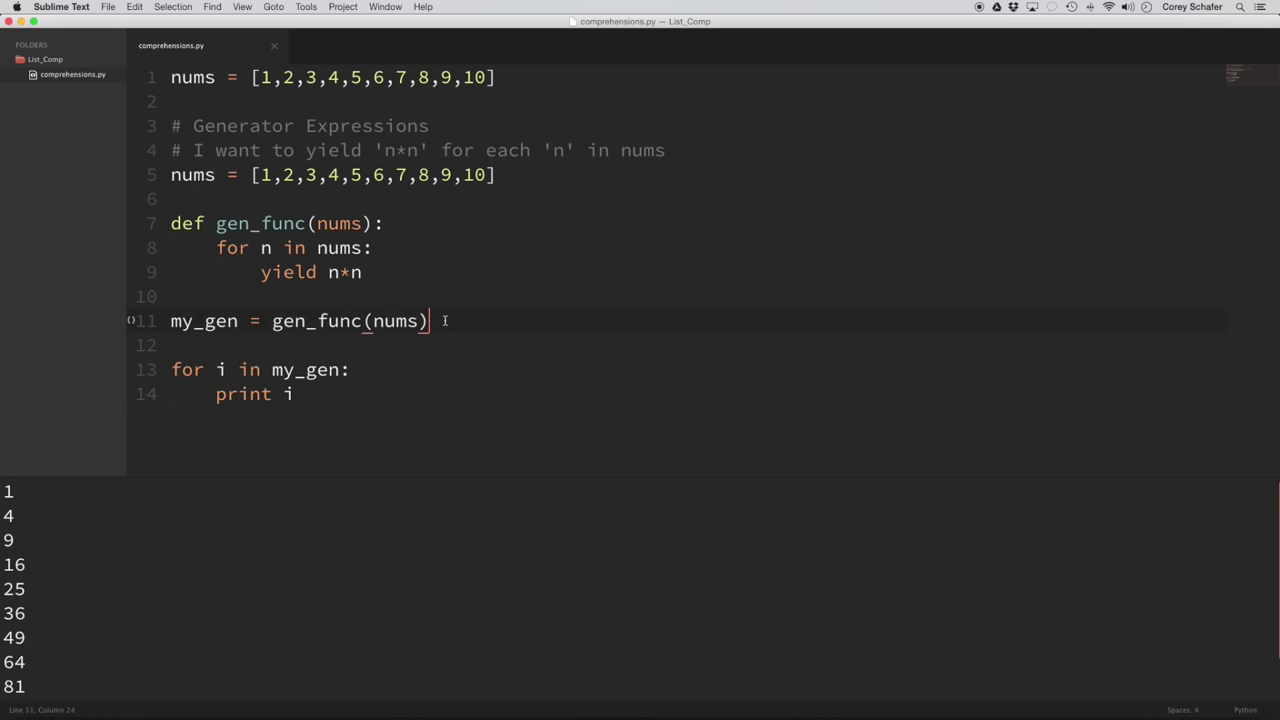 Sublime Text File Edit Selection Find View Goto Tools Project Window Help Corey Schafer
comprehensions.py — List_Comp
FOLDERS
List_Comp
comprehensions.py
comprehensions.py
1 nums = [1,2,3,4,5,6,7,8,9,10]
2
3 # Generator Expressions
4 # I want to yield 'n*n' for each 'n' in nums
5 nums = [1,2,3,4,5,6,7,8,9,10]
6
7 def gen_func(nums):
8 for n in nums:
9 yield n*n
10
11 my_gen = gen_func(nums)
12
13 for i in my_gen:
14 print i
1
4
9
16
25
36
49
64
81
Line 11, Column 24 Spaces: 4 Python